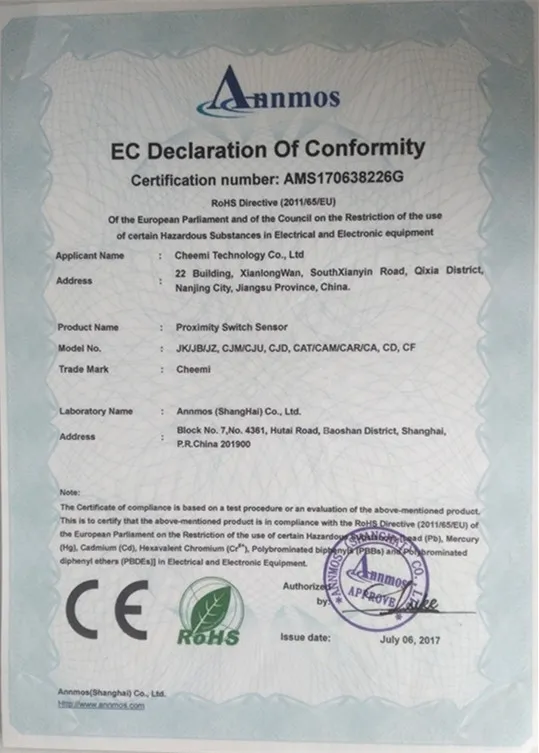 Annmos
EC Declaration Of Conformity
Certification number: AMS170638226G
RoHS Directive (2011/65/EU)
Of the European Parliament and of the Council on the Restriction of the use
of certain Hazardous Substances in Electrical and Electronic equipment
Applicant Name : Cheemi Technology Co., Ltd
Address : 22 Building, XianlongWan, SouthXianyin Road, Qixia District,
Nanjing City, Jiangsu Province, China.
Product Name : Proximity Switch Sensor
Model No. : JK/JB/JZ, CJM/CJU, CJD, CAT/CAM/CAR/CA, CD, CF
Trade Mark : Cheemi
Laboratory Name : Annmos (ShangHai) Co., Ltd.
Address : Block No. 7,No. 4361, Hutai Road, Baoshan District, Shanghai,
P.R.China 201900
Note:
The Certificate of compliance is based on a test procedure or an evaluation of the above-mentioned product.
This is to certify that the above-mentioned product is in compliance with the RoHS Directive (2011/65/EU) of
the European Parliament on the Restriction of the use of certain Hazardous (Pb), Mercury
(Hg), Cadmium (Cd), Hexavalent Chromium (Cr6+), Polybrominated biphenyls (PBBs) and Polybrominated
diphenyl ethers (PBDEs)] in Electrical and Electronic Equipment.
CE
RoHS
Authorized
by:
ANNMOS (SHANGHAI) CO., LTD
Annmos
APPROVE
Issue date: July 06, 2017
Annmos(Shanghai) Co., Ltd.
Http://www.annmos.com